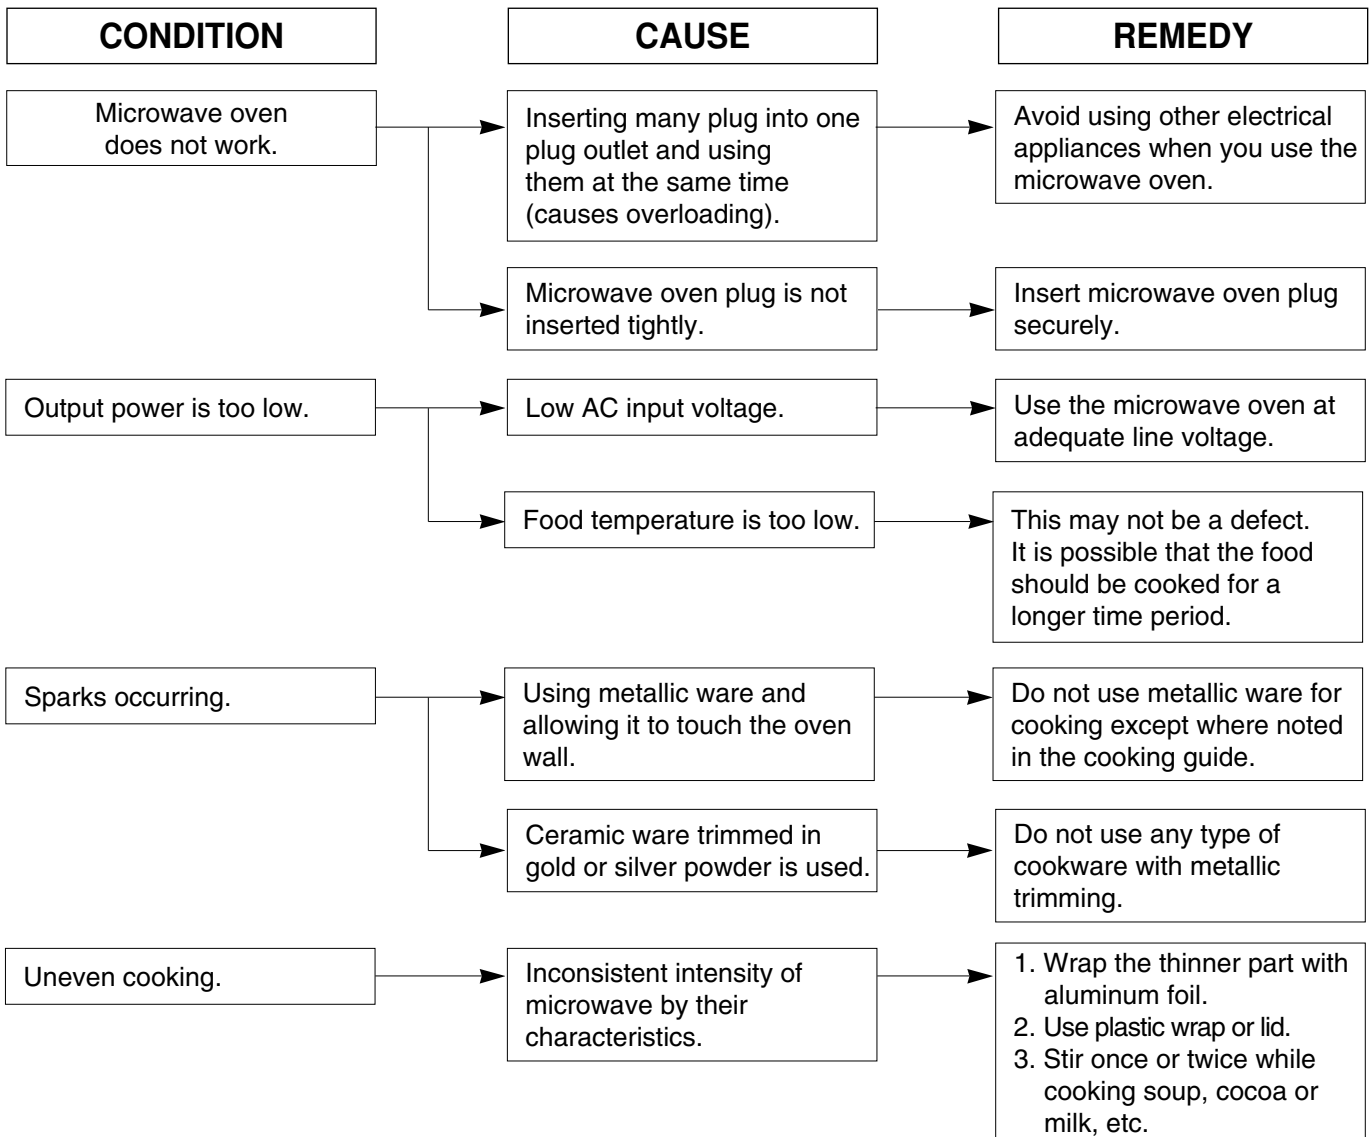 CONDITION
CAUSE
REMEDY
Microwave oven
does not work.
Inserting many plug into one
plug outlet and using
them at the same time
(causes overloading).
Avoid using other electrical
appliances when you use the
microwave oven.
Microwave oven plug is not
inserted tightly.
Insert microwave oven plug
securely.
Output power is too low.
Low AC input voltage.
Use the microwave oven at
adequate line voltage.
Food temperature is too low.
This may not be a defect.
It is possible that the food
should be cooked for a
longer time period.
Sparks occurring.
Using metallic ware and
allowing it to touch the oven
wall.
Do not use metallic ware for
cooking except where noted
in the cooking guide.
Ceramic ware trimmed in
gold or silver powder is used.
Do not use any type of
cookware with metallic
trimming.
Uneven cooking.
Inconsistent intensity of
microwave by their
characteristics.
1. Wrap the thinner part with
aluminum foil.
2. Use plastic wrap or lid.
3. Stir once or twice while
cooking soup, cocoa or
milk, etc.